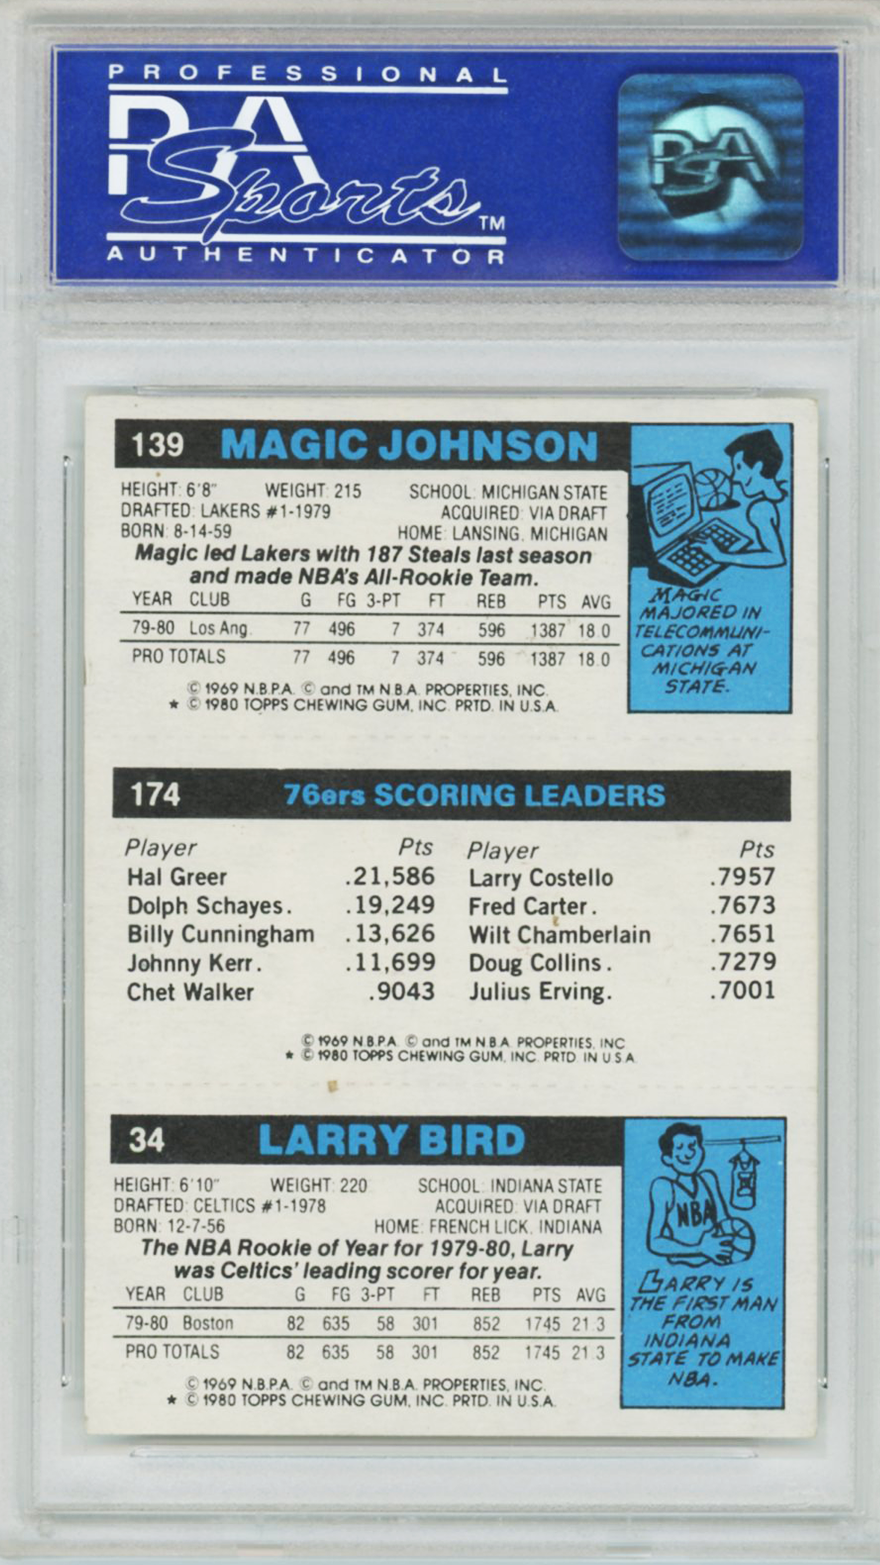 PROFESSIONAL
PSA
Sports™
AUTHENTICATOR
PSA
139 MAGIC JOHNSON
HEIGHT: 6'8" WEIGHT: 215 SCHOOL: MICHIGAN STATE
DRAFTED: LAKERS #1-1979 ACQUIRED: VIA DRAFT
BORN: 8-14-59 HOME: LANSING, MICHIGAN
Magic led Lakers with 187 Steals last season
and made NBA's All-Rookie Team.
YEAR CLUB G FG 3-PT FT REB PTS AVG
79-80 Los Ang. 77 496 7 374 596 1387 18.0
PRO TOTALS 77 496 7 374 596 1387 18.0
© 1969 N.B.P.A. © and TM N.B.A. PROPERTIES, INC.
★ © 1980 TOPPS CHEWING GUM, INC. PRTD. IN U.S.A.
MAGIC
MAJORED IN
TELECOMMUNI-
CATIONS AT
MICHIGAN
STATE.
174 76ers SCORING LEADERS
Player Pts Player Pts
Hal Greer .21,586 Larry Costello .7957
Dolph Schayes. .19,249 Fred Carter. .7673
Billy Cunningham .13,626 Wilt Chamberlain .7651
Johnny Kerr. .11,699 Doug Collins. .7279
Chet Walker .9043 Julius Erving. .7001
© 1969 N.B.P.A. © and TM N.B.A. PROPERTIES, INC.
★ © 1980 TOPPS CHEWING GUM, INC. PRTD. IN U.S.A.
34 LARRY BIRD
HEIGHT: 6'10" WEIGHT: 220 SCHOOL: INDIANA STATE
DRAFTED: CELTICS #1-1978 ACQUIRED: VIA DRAFT
BORN: 12-7-56 HOME: FRENCH LICK, INDIANA
The NBA Rookie of Year for 1979-80, Larry
was Celtics' leading scorer for year.
YEAR CLUB G FG 3-PT FT REB PTS AVG
79-80 Boston 82 635 58 301 852 1745 21.3
PRO TOTALS 82 635 58 301 852 1745 21.3
© 1969 N.B.P.A. © and TM N.B.A. PROPERTIES, INC.
★ © 1980 TOPPS CHEWING GUM, INC. PRTD. IN U.S.A.
NBA
LARRY IS
THE FIRST MAN
FROM
INDIANA
STATE TO MAKE
NBA.